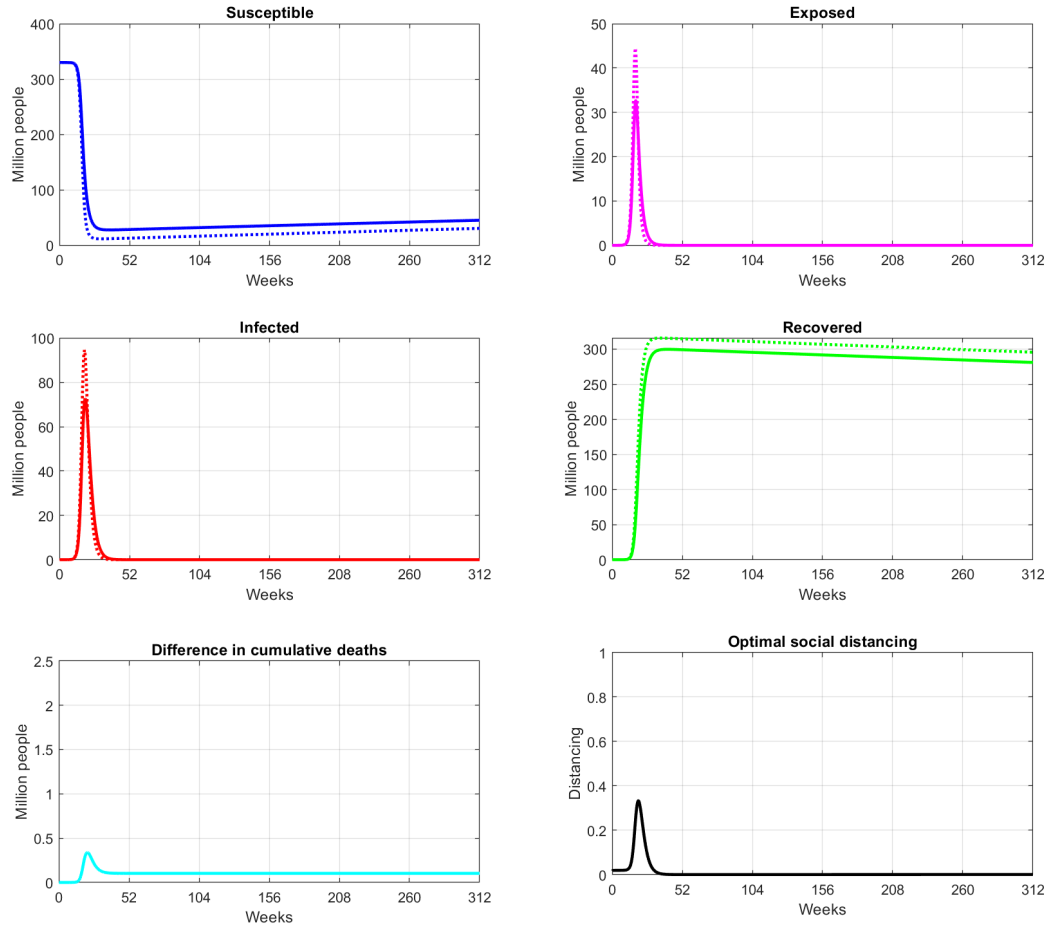 Susceptible
400
300
200
100
0
Million people
0 52 104 156 208 260 312
Weeks
Exposed
50
40
30
20
10
0
Million people
0 52 104 156 208 260 312
Weeks
Infected
100
80
60
40
20
0
Million people
0 52 104 156 208 260 312
Weeks
Recovered
300
250
200
150
100
50
0
Million people
0 52 104 156 208 260 312
Weeks
Difference in cumulative deaths
2.5
2
1.5
1
0.5
0
Million people
0 52 104 156 208 260 312
Weeks
Optimal social distancing
1
0.8
0.6
0.4
0.2
0
Distancing
0 52 104 156 208 260 312
Weeks